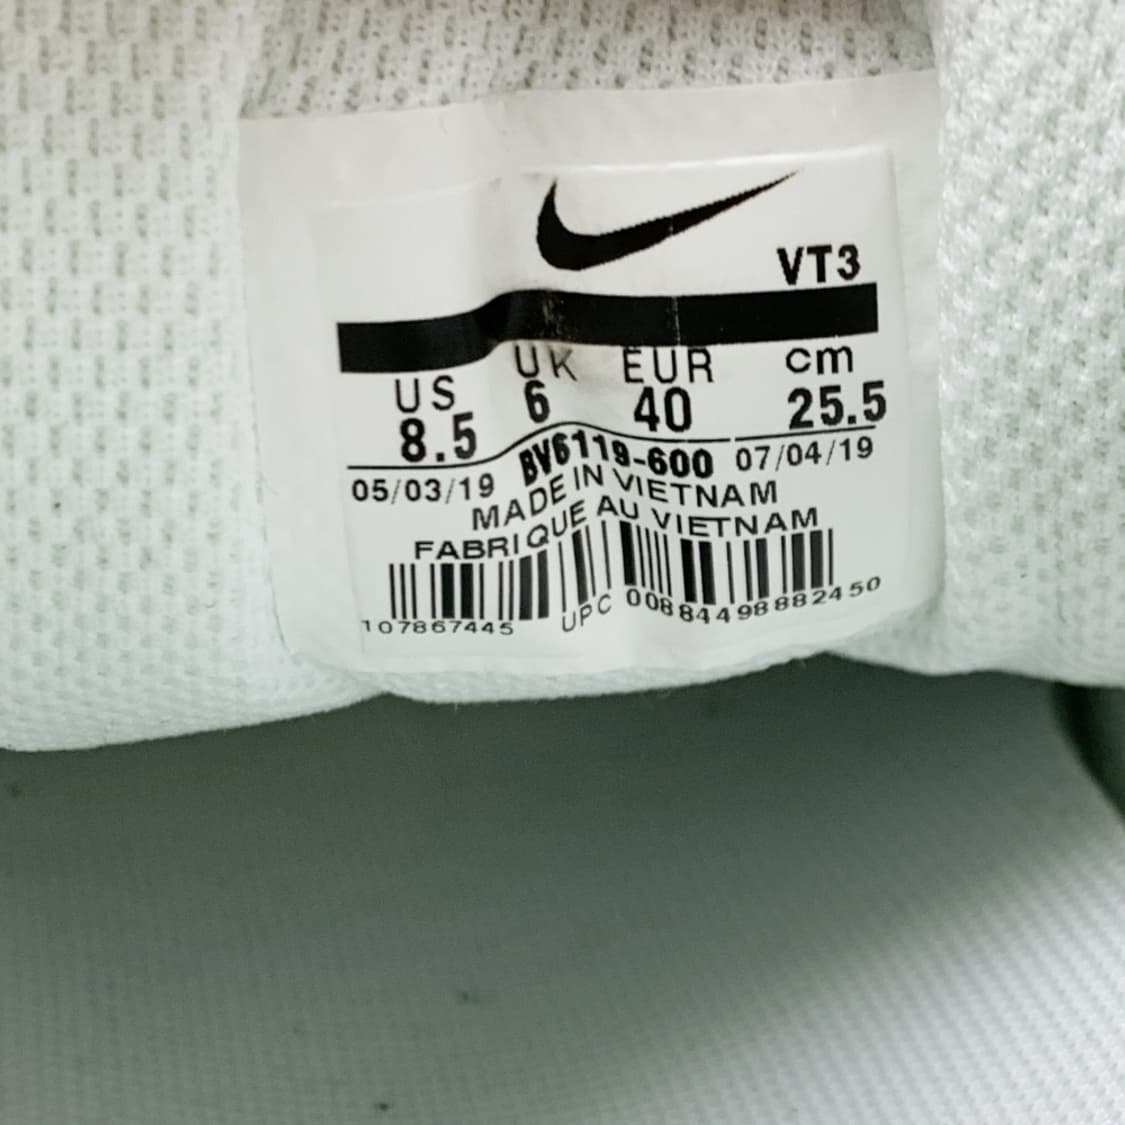 VT3
US UK EUR cm
8.5 6 40 25.5
05/03/19 BV6119-600 07/04/19
MADE IN VIETNAM
FABRIQUE AU VIETNAM
107867445 UPC 00884498882450